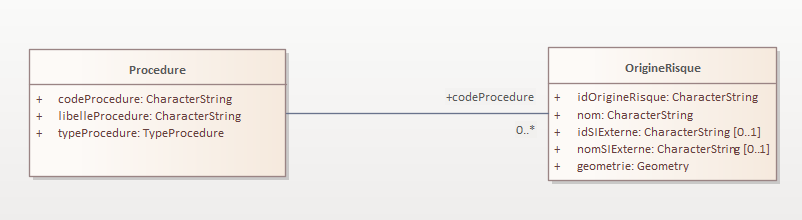 Procedure
+ codeProcedure: CharacterString
+ libelleProcedure: CharacterString
+ typeProcedure: TypeProcedure
+codeProcedure
0..*
OrigineRisque
+ idOrigineRisque: CharacterString
+ nom: CharacterString
+ idSIExterne: CharacterString [0..1]
+ nomSIExterne: CharacterString [0..1]
+ geometrie: Geometry